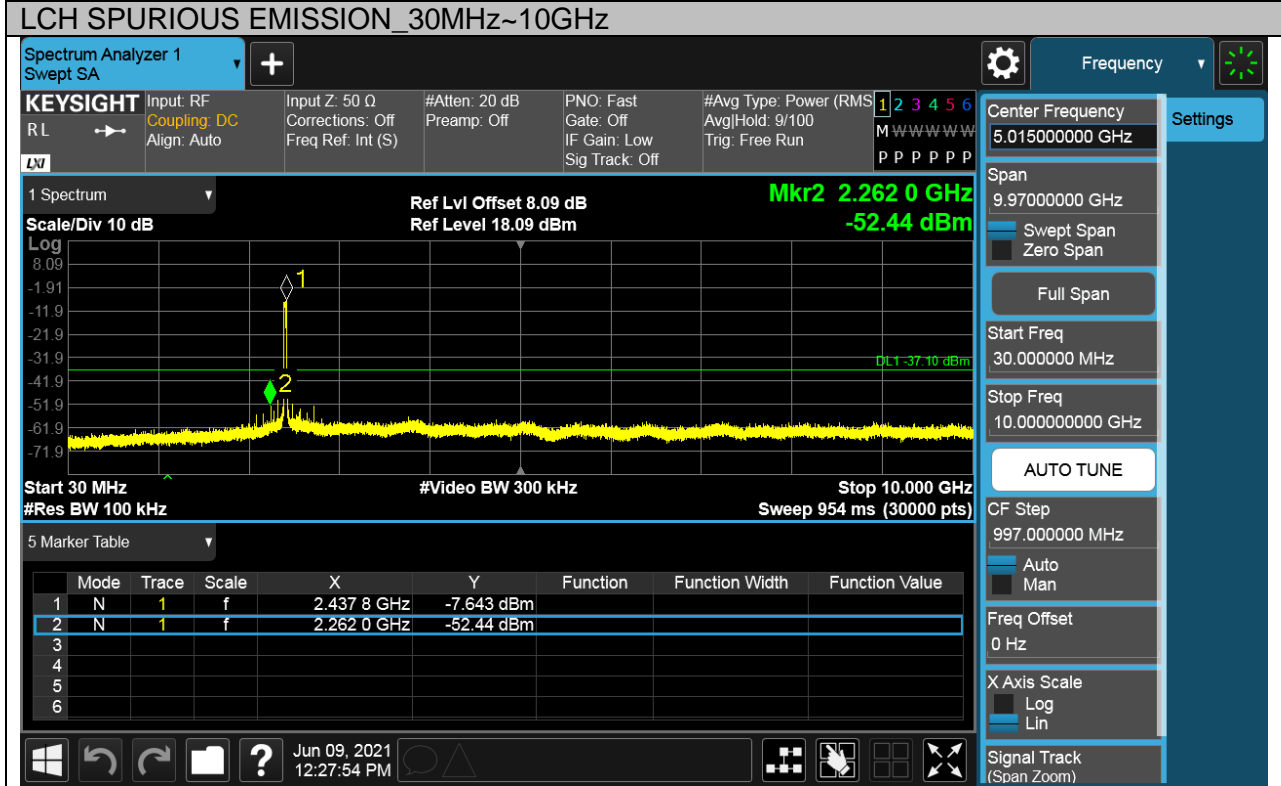 LCH SPURIOUS EMISSION_30MHz~10GHz
Spectrum Analyzer 1
Swept SA
+
Frequency
KEYSIGHT
RL
LXI
Input: RF
Coupling: DC
Align: Auto
Input Z: 50 Ω
Corrections: Off
Freq Ref: Int (S)
#Atten: 20 dB
Preamp: Off
PNO: Fast
Gate: Off
IF Gain: Low
Sig Track: Off
#Avg Type: Power (RMS
Avg|Hold: 9/100
Trig: Free Run
1 2 3 4 5 6
M W W W W W
P P P P P P
1 Spectrum
Scale/Div 10 dB
Ref Lvl Offset 8.09 dB
Ref Level 18.09 dBm
Mkr2 2.262 0 GHz
-52.44 dBm
Log
8.09
-1.91
-11.9
-21.9
-31.9
-41.9
-51.9
-61.9
-71.9
1
2
DL1 -37.10 dBm
Start 30 MHz
#Res BW 100 kHz
#Video BW 300 kHz
Stop 10.000 GHz
Sweep 954 ms (30000 pts)
5 Marker Table
Mode Trace Scale X Y Function Function Width Function Value
1 N 1 f 2.437 8 GHz -7.643 dBm
2 N 1 f 2.262 0 GHz -52.44 dBm
3
4
5
6
?
Jun 09, 2021
12:27:54 PM
Center Frequency
5.015000000 GHz
Settings
Span
9.97000000 GHz
Swept Span
Zero Span
Full Span
Start Freq
30.000000 MHz
Stop Freq
10.000000000 GHz
AUTO TUNE
CF Step
997.000000 MHz
Auto
Man
Freq Offset
0 Hz
X Axis Scale
Log
Lin
Signal Track
(Span Zoom)